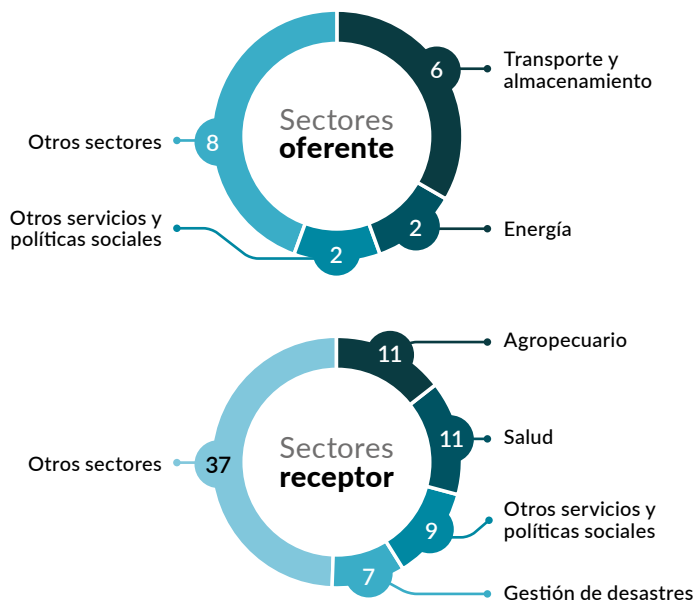 6
Transporte y
almacenamiento
Sectores
oferente
Otros sectores
8
Otros servicios y
políticas sociales
2
2
Energía
11
Agropecuario
Sectores
receptor
11
Salud
Otros sectores
37
9
Otros servicios y
políticas sociales
7
Gestión de desastres